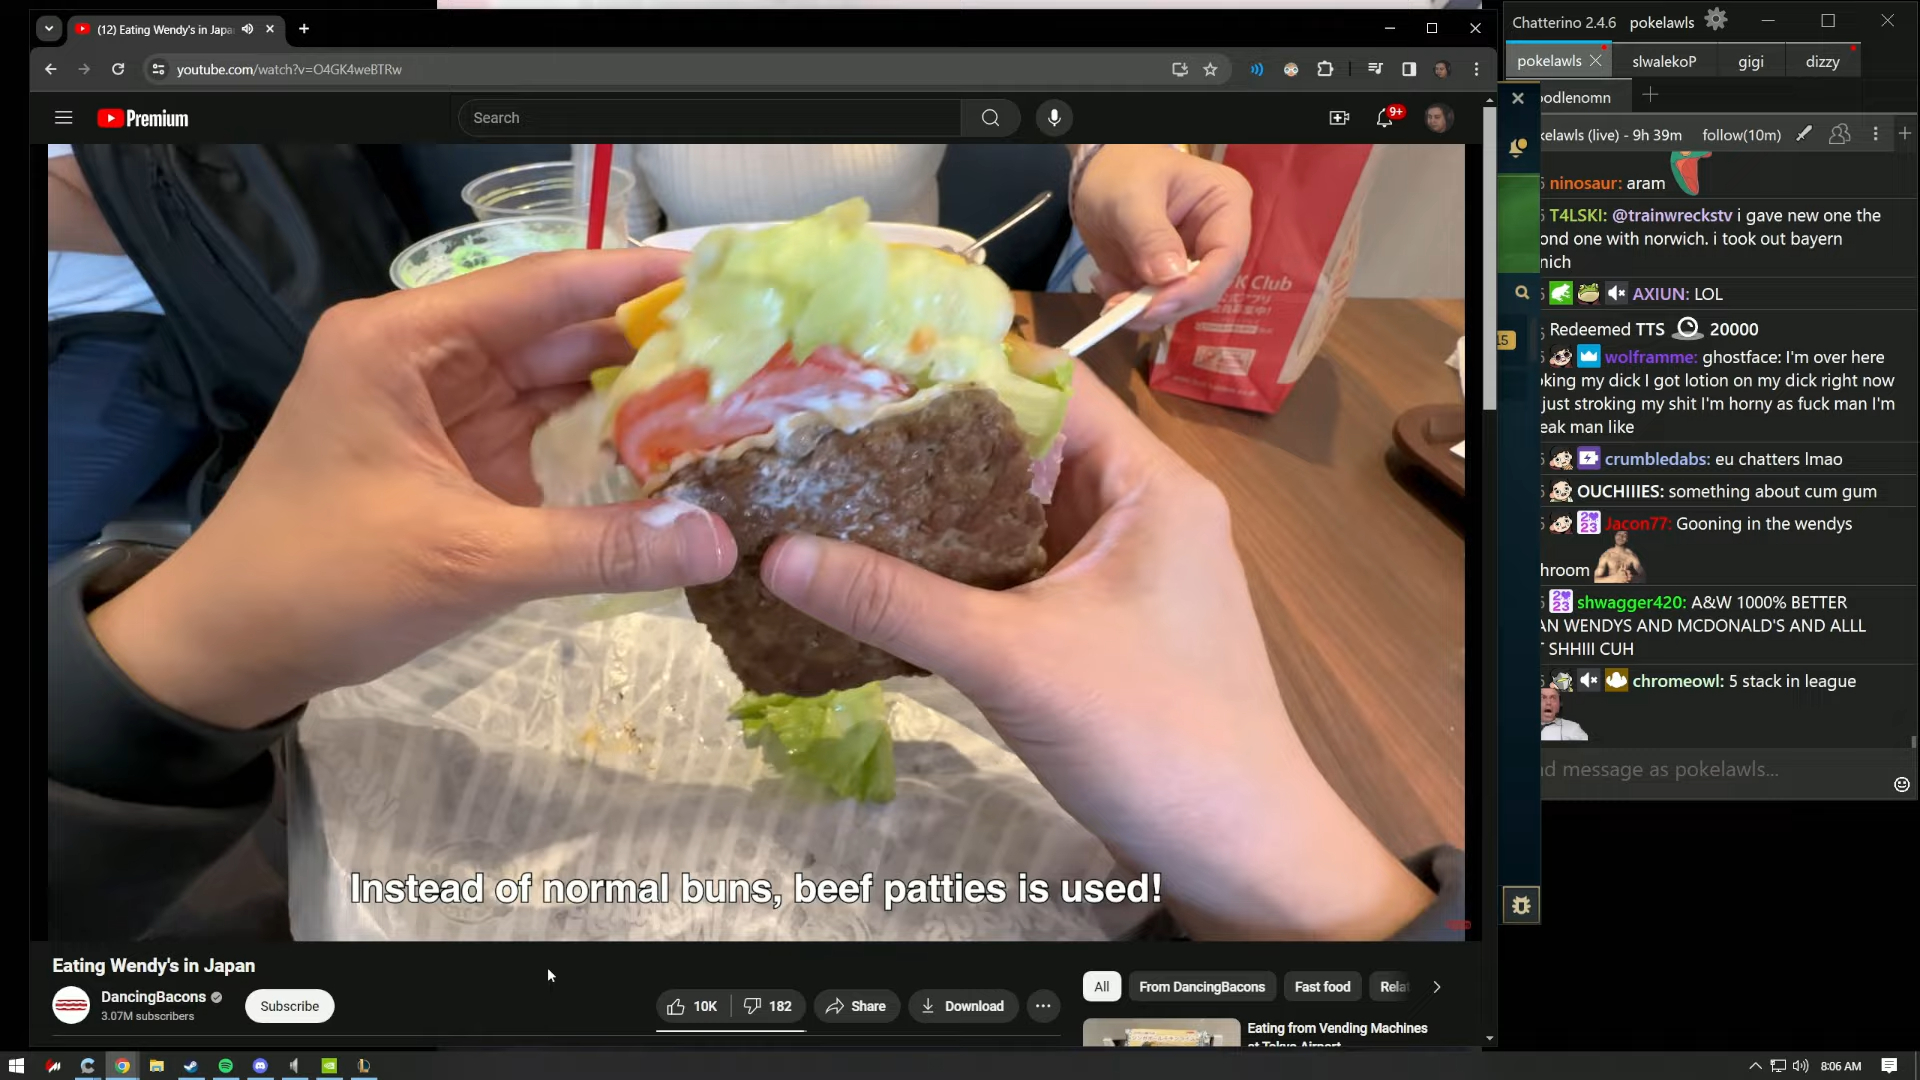 (12) Eating Wendy's in Japa
youtube.com/watch?v=O4GK4weBTRw
Premium
Search
9+
K Club
Instead of normal buns, beef patties is used!
Eating Wendy's in Japan
DancingBacons
3.07M subscribers
Subscribe
10K
182
Share
Download
All
From DancingBacons
Fast food
Rela
Eating from Vending Machines
at Tokyo Airport
Chatterino 2.4.6
pokelawls
pokelawls
slwalekoP
gigi
dizzy
oodlenomn
kelawls (live) - 9h 39m
follow(10m)
ninosaur: aram
T4LSKI: @trainwreckstv i gave new one the
ond one with norwich. i took out bayern
nich
AXIUN: LOL
Redeemed TTS 20000
15
wolframme: ghostface: I'm over here
king my dick I got lotion on my dick right now
just stroking my shit I'm horny as fuck man I'm
eak man like
crumbledabs: eu chatters lmao
OUCHIIIES: something about cum gum
Jacon77: Gooning in the wendys
hroom
shwagger420: A&W 1000% BETTER
AN WENDYS AND MCDONALD'S AND ALLL
T SHHIII CUH
chromeowl: 5 stack in league
d message as pokelawls...
8:06 AM